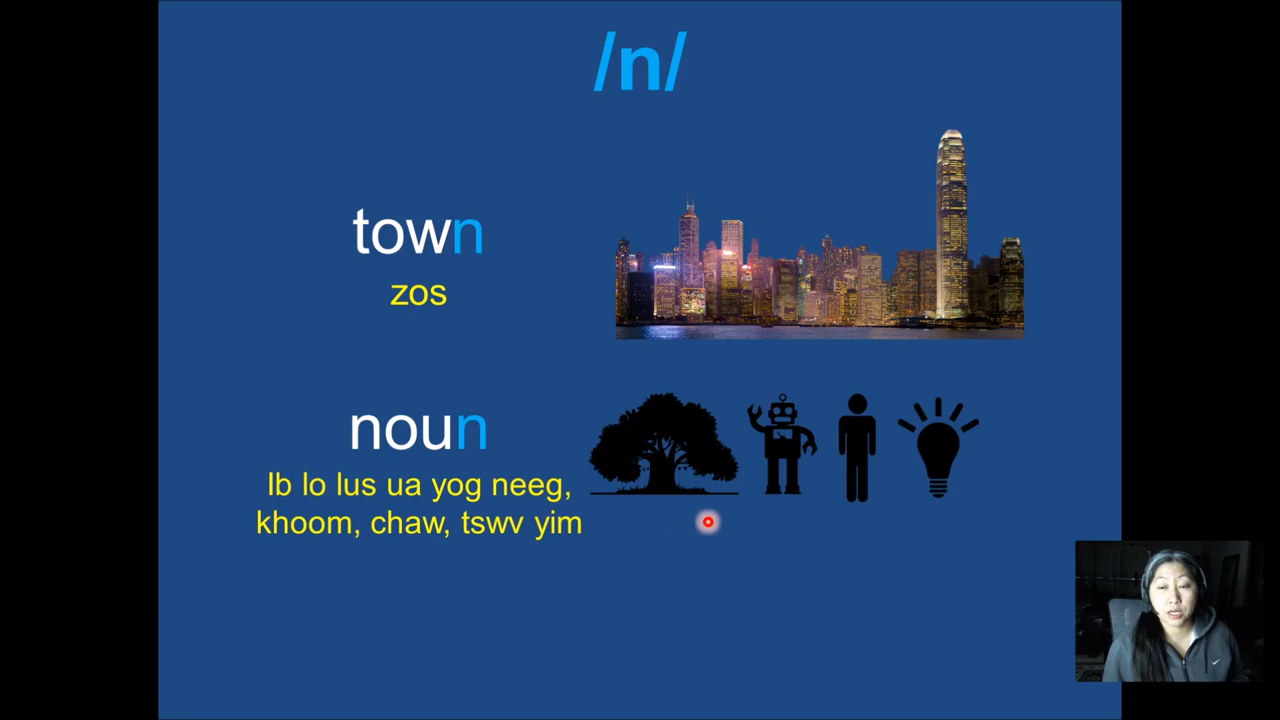 /n/
town
zos
noun
Ib lo lus ua yog neeg,
khoom, chaw, tswv yim